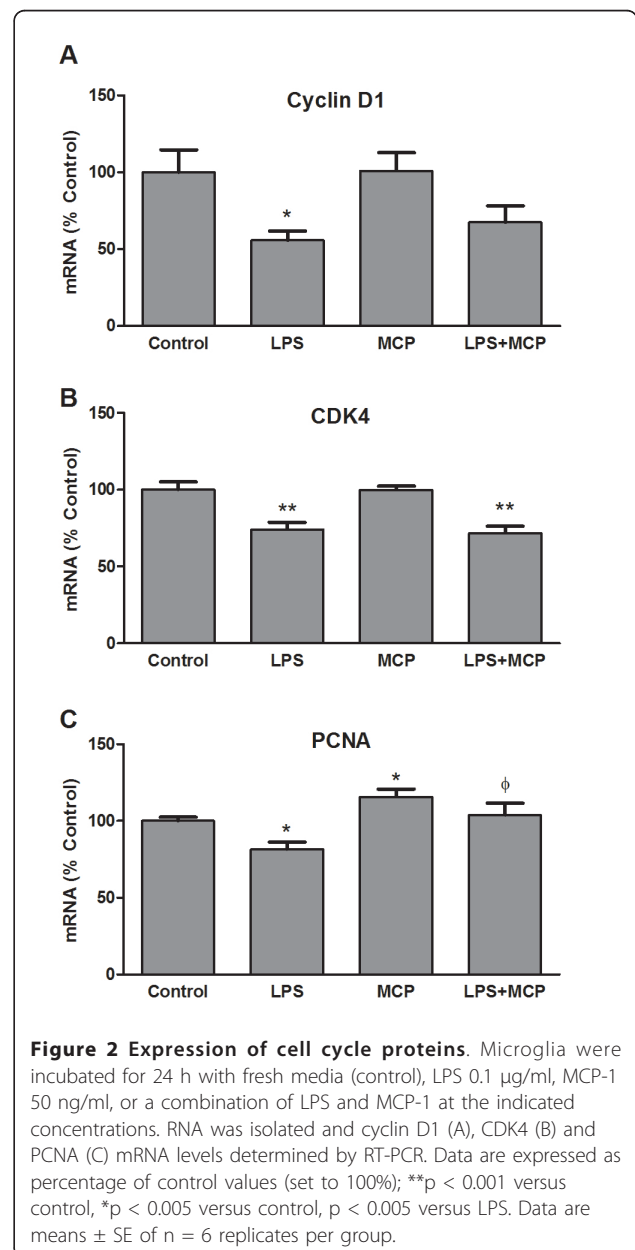 A
Cyclin D1
150
100
50
0
mRNA (% Control)
*
Control LPS MCP LPS+MCP
B
CDK4
150
100
50
0
mRNA (% Control)
** **
Control LPS MCP LPS+MCP
C
PCNA
150
100
50
0
mRNA (% Control)
* * ϕ
Control LPS MCP LPS+MCP
Figure 2 Expression of cell cycle proteins. Microglia were
incubated for 24 h with fresh media (control), LPS 0.1 μg/ml, MCP-1
50 ng/ml, or a combination of LPS and MCP-1 at the indicated
concentrations. RNA was isolated and cyclin D1 (A), CDK4 (B) and
PCNA (C) mRNA levels determined by RT-PCR. Data are expressed as
percentage of control values (set to 100%); **p < 0.001 versus
control, *p < 0.005 versus control, p < 0.005 versus LPS. Data are
means ± SE of n = 6 replicates per group.